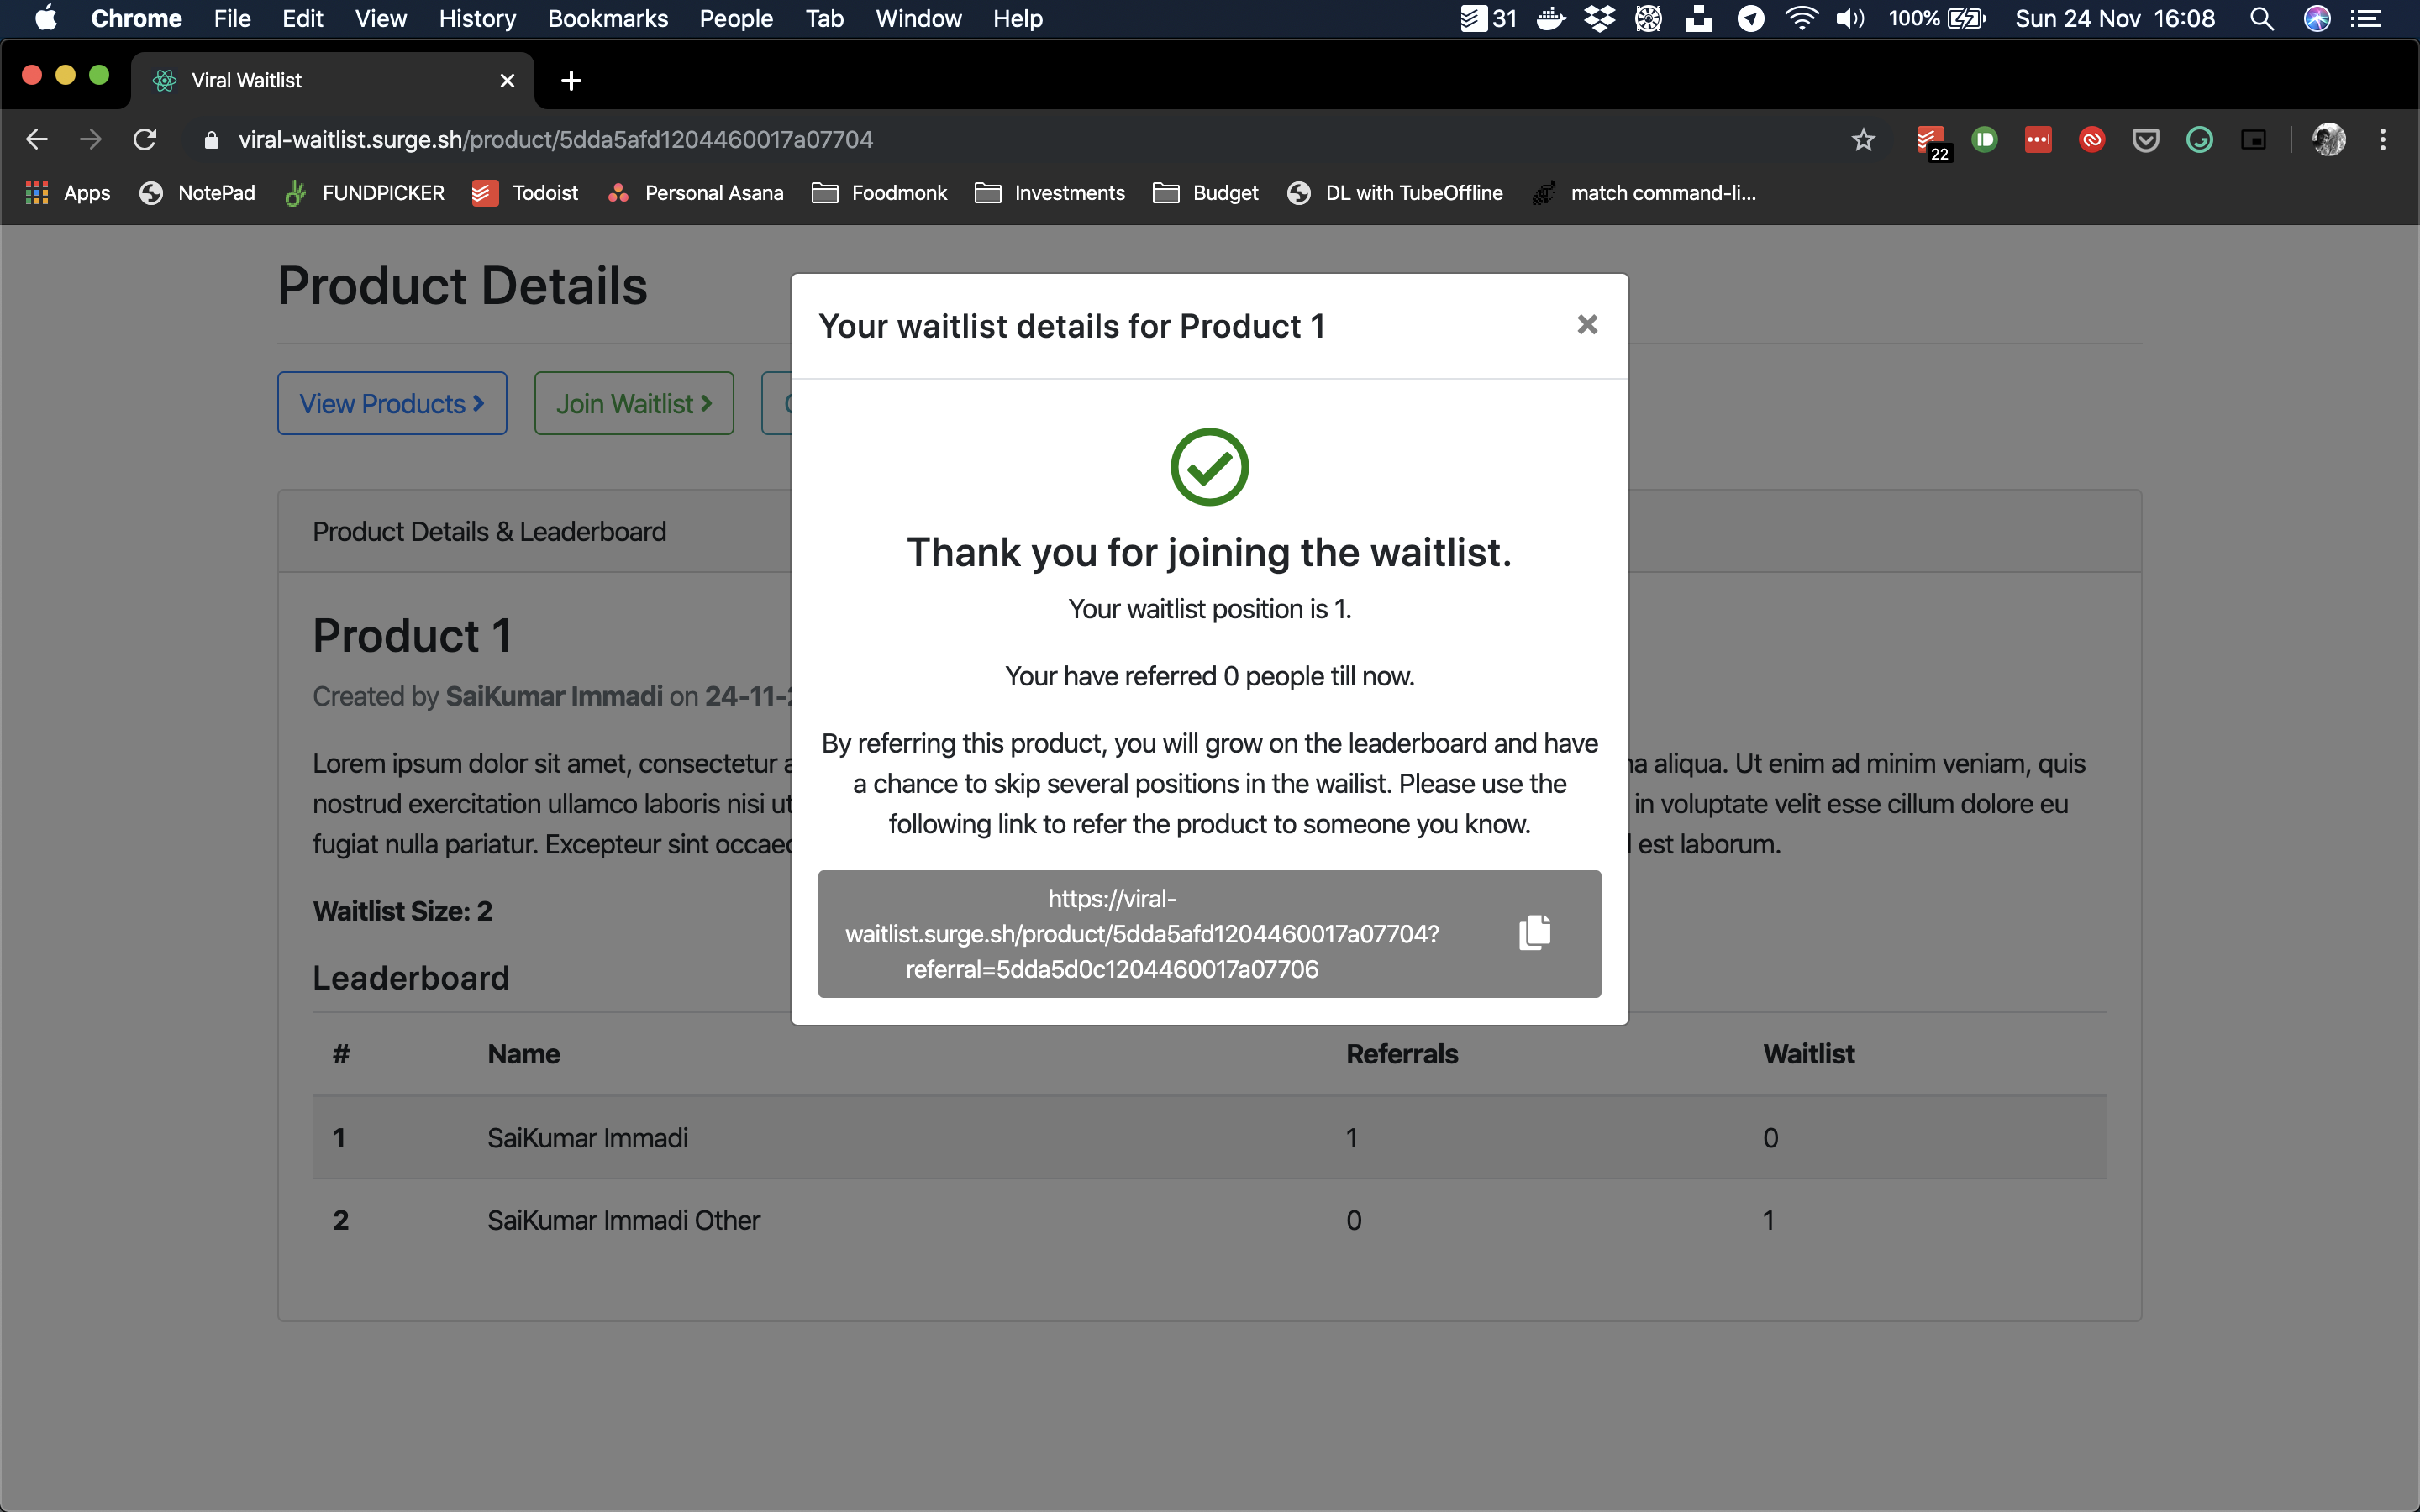 Chrome File Edit View History Bookmarks People Tab Window Help 31 100% Sun 24 Nov 16:08
Viral Waitlist
viral-waitlist.surge.sh/product/5dda5afd1204460017a07704 22
Apps NotePad FUNDPICKER Todoist Personal Asana Foodmonk Investments Budget DL with TubeOffline match command-li...
Product Details
View Products Join Waitlist
Product Details & Leaderboard
Product 1
Created by SaiKumar Immadi on 24-11-
Lorem ipsum dolor sit amet, consectetur a
na aliqua. Ut enim ad minim veniam, quis
nostrud exercitation ullamco laboris nisi ut
in voluptate velit esse cillum dolore eu
fugiat nulla pariatur. Excepteur sint occaec
est laborum.
Waitlist Size: 2
Leaderboard
# Name Referrals Waitlist
1 SaiKumar Immadi 1 0
2 SaiKumar Immadi Other 0 1
Your waitlist details for Product 1
Thank you for joining the waitlist.
Your waitlist position is 1.
Your have referred 0 people till now.
By referring this product, you will grow on the leaderboard and have
a chance to skip several positions in the wailist. Please use the
following link to refer the product to someone you know.
https://viral-
waitlist.surge.sh/product/5dda5afd1204460017a07704?
referral=5dda5d0c1204460017a07706